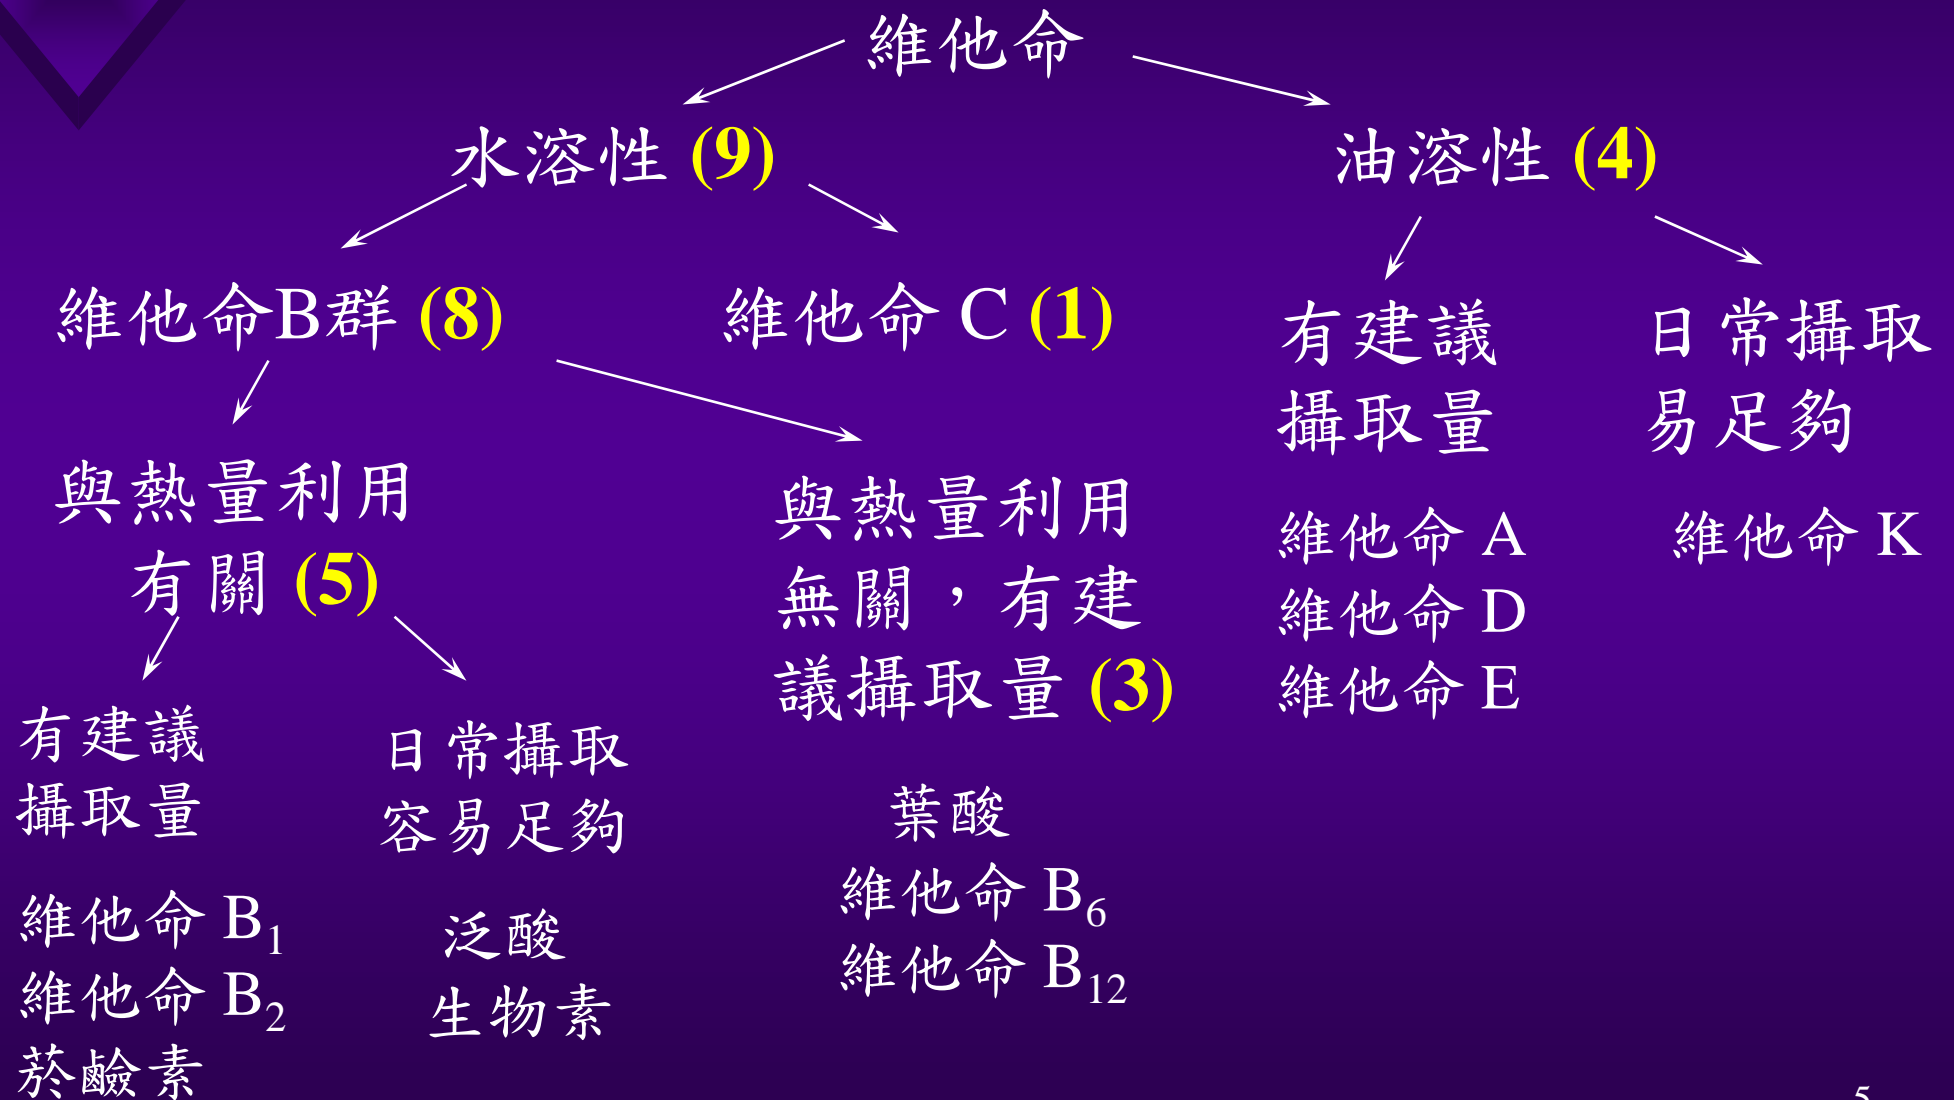 維他命
水溶性 (9)
油溶性 (4)
維他命B群 (8)
維他命 C (1)
有建議
攝取量
日常攝取
易足夠
與熱量利用
有關 (5)
與熱量利用
無關，有建
議攝取量 (3)
維他命 A
維他命 D
維他命 E
維他命 K
有建議
攝取量
日常攝取
容易足夠
葉酸
維他命 B6
維他命 B12
維他命 B1
維他命 B2
菸鹼素
泛酸
生物素
5